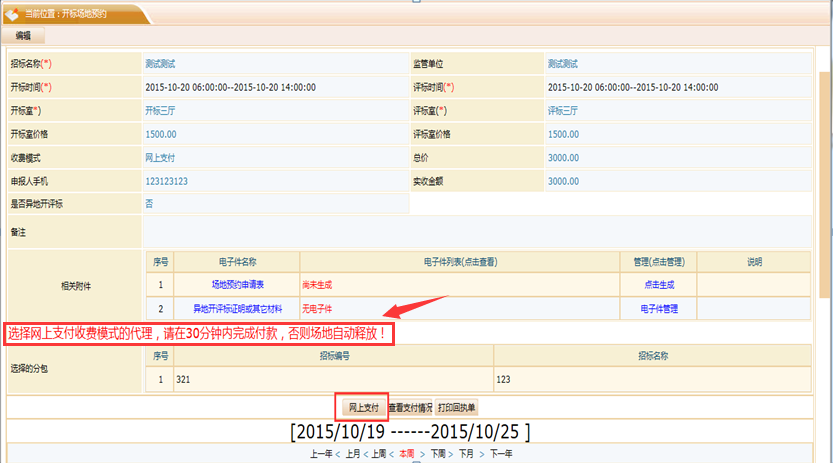 当前位置：开标场地预约
编辑
招标名称(*) 测试测试 监管单位 测试测试
开标时间(*) 2015-10-20 06:00:00--2015-10-20 14:00:00 评标时间(*) 2015-10-20 06:00:00--2015-10-20 14:00:00
开标室*) 开标三厅 评标室(*) 评标三厅
开标室价格 1500.00 评标室价格 1500.00
收费模式 网上支付 总价 3000.00
申报人手机 123123123 实收金额 3000.00
是否异地开评标 否
备注
相关附件
序号 电子件名称 电子件列表(点击查看) 管理(点击管理) 说明
1 场地预约申请表 尚未生成 点击生成
2 异地开评标证明或其它材料 无电子件 电子件管理
选择网上支付收费模式的代理，请在30分钟内完成付款，否则场地自动释放！
选择的分包
序号 招标编号 招标名称
1 321 123
网上支付 查看支付情况 打印回执单
[2015/10/19 ------2015/10/25 ]
上一年 < 上月 < 上周 < 本周 > 下周 > 下月 > 下一年